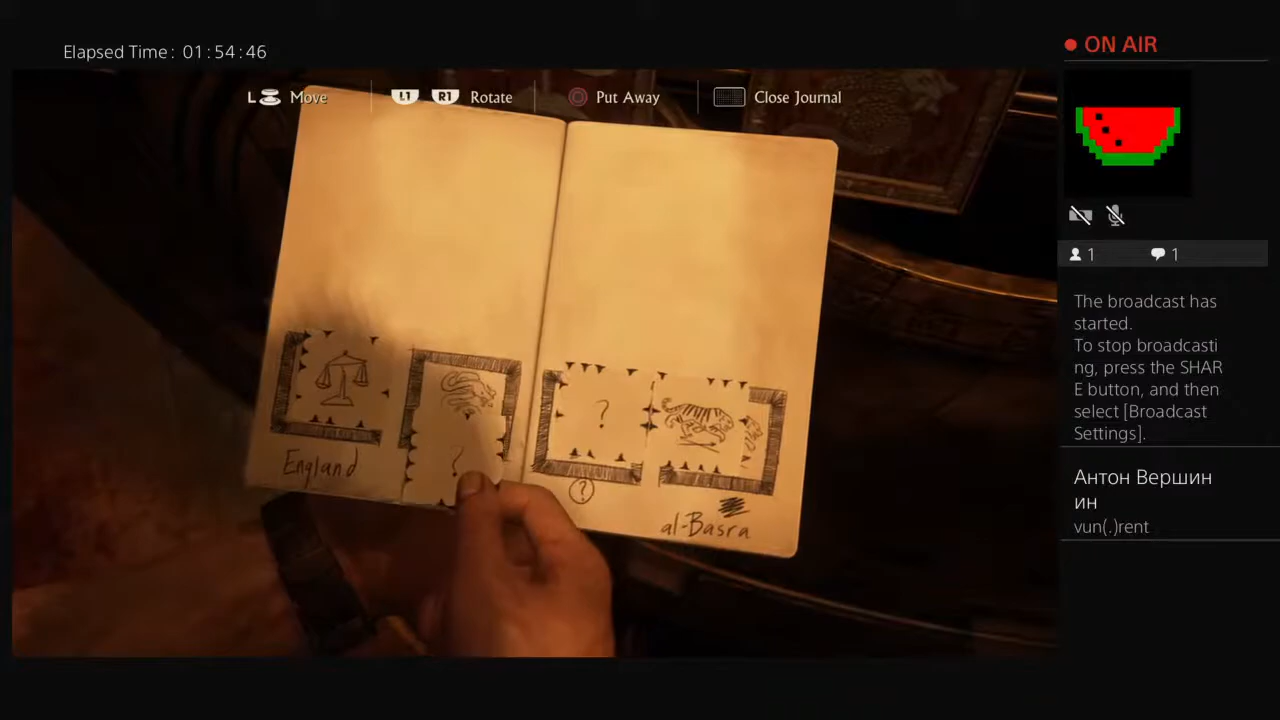 Elapsed Time: 01:54:46
ON AIR
L Move
L1 R1 Rotate
Put Away
Close Journal
1 1
The broadcast has
started.
To stop broadcasti
ng, press the SHAR
E button, and then
select [Broadcast
Settings].
Антон Вершин
ин
vun(.)rent
?
?
England
?
al-Basra